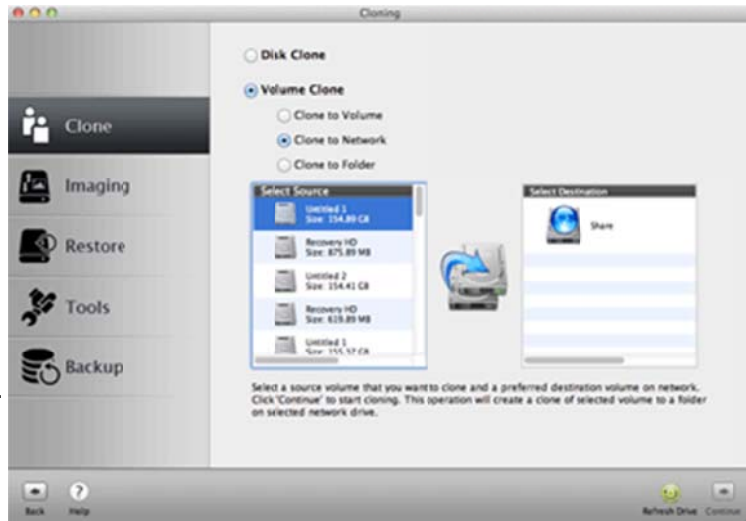 Cloning
Disk Clone
Volume Clone
Clone to Volume
Clone to Network
Clone to Folder
Clone
Imaging
Restore
Tools
Backup
Select Source
Untitled 1
Size: 154.89 GB
Recovery HD
Size: 875.89 MB
Untitled 2
Size: 154.41 GB
Recovery HD
Size: 619.89 MB
Untitled 1
Size: 155.57 GB
Select Destination
Share
Select a source volume that you want to clone and a preferred destination volume on network.
Click 'Continue' to start cloning. This operation will create a clone of selected volume to a folder
on selected network drive.
Back
Help
Refresh Drive
Continue